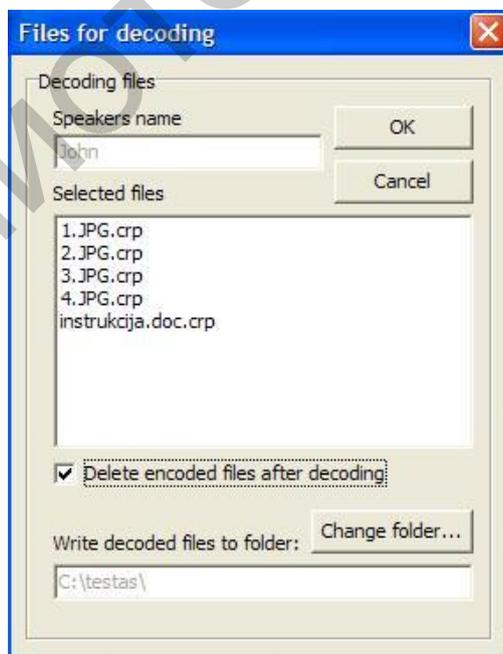 Files for decoding
Decoding files
Speakers name
OK
John
Cancel
Selected files
1.JPG.crp
2.JPG.crp
3.JPG.crp
4.JPG.crp
instrukcija.doc.crp
Delete encoded files after decoding
Change folder...
Write decoded files to folder:
C:\testas\